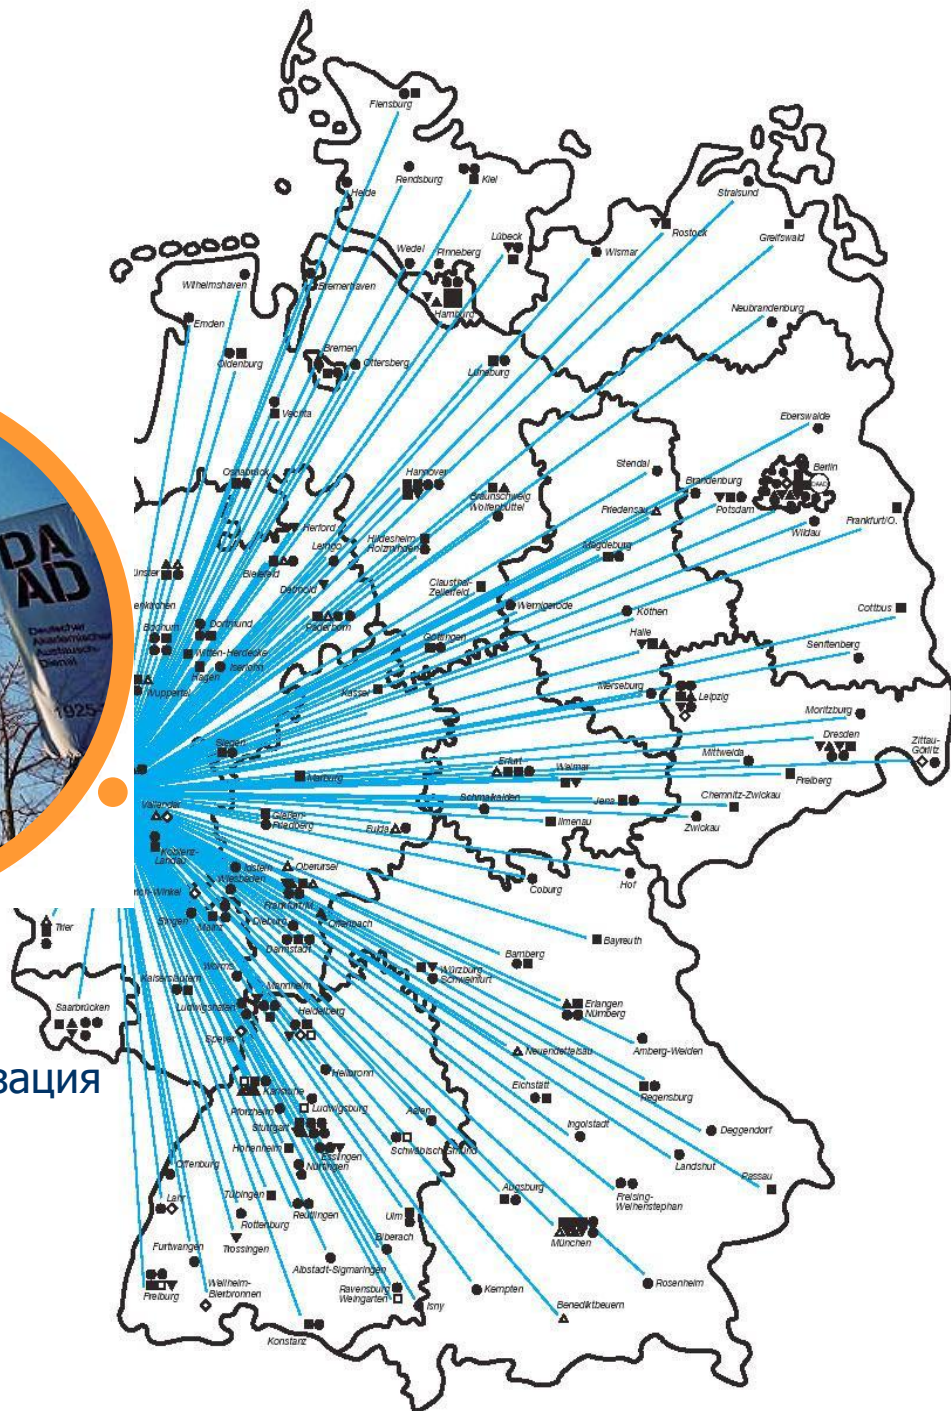 Flensburg
Rendsburg
Kiel
Heide
Stralsund
Rostock
Greifswald
Lübeck
Wedel
Pinneberg
Wismar
Wilhelmshaven
Bremerhaven
Hamburg
Neubrandenburg
Emden
Bremen
Ottersberg
Oldenburg
Lüneburg
Vechta
Eberswalde
Stendal
Berlin
DAAD
Osnabrück
Hannover
Brandenburg
Braunschweig
Wolfenbüttel
Potsdam
Friedensau
Wildau
Frankfurt/O.
Herford
Hildesheim
Holzminden
Lemgo
Magdeburg
DA
AD
Deutscher
Akademischer
Austausch-
Dienst
1925-
Bielefeld
Detmold
Clausthal-
Zellerfeld
Wernigerode
Köthen
Cottbus
Dortmund
Bochum
Paderborn
Göttingen
Halle
Senftenberg
Witten-Herdecke
Iserlohn
Hagen
Wuppertal
Kassel
Merseburg
Leipzig
Moritzburg
Dresden
Zittau-
Görlitz
Mittweida
Siegen
Marburg
Erfurt
Weimar
Freiberg
Jena
Chemnitz-Zwickau
Schmalkalden
Vallendar
Gießen-
Friedberg
Fulda
Ilmenau
Zwickau
Koblenz-
Landau
Idstein
Wiesbaden
Oberursel
Coburg
Hof
Frankfurt/M.
Offenbach
Singen
Mainz
Dieburg
Trier
Darmstadt
Bayreuth
Bamberg
Worms
Würzburg
Schweinfurt
Kaiserslautern
Mannheim
Saarbrücken
Ludwigshafen
Heidelberg
Erlangen
Nürnberg
Speyer
Neuendettelsau
Amberg-Weiden
зация
Heilbronn
Karlsruhe
Eichstätt
Regensburg
Pforzheim
Ludwigsburg
Aalen
Stuttgart
Ingolstadt
Deggendorf
Hohenheim
Esslingen
Schwäbisch Gmünd
Nürtingen
Landshut
Offenburg
Passau
Lahr
Tübingen
Augsburg
Freising-
Weihenstephan
Reutlingen
Rottenburg
Ulm
Furtwangen
Trossingen
Biberach
München
Albstadt-Sigmaringen
Freiburg
Weilheim-
Bierbronnen
Ravensburg
Weingarten
Isny
Kempten
Rosenheim
Benediktbeuern
Konstanz